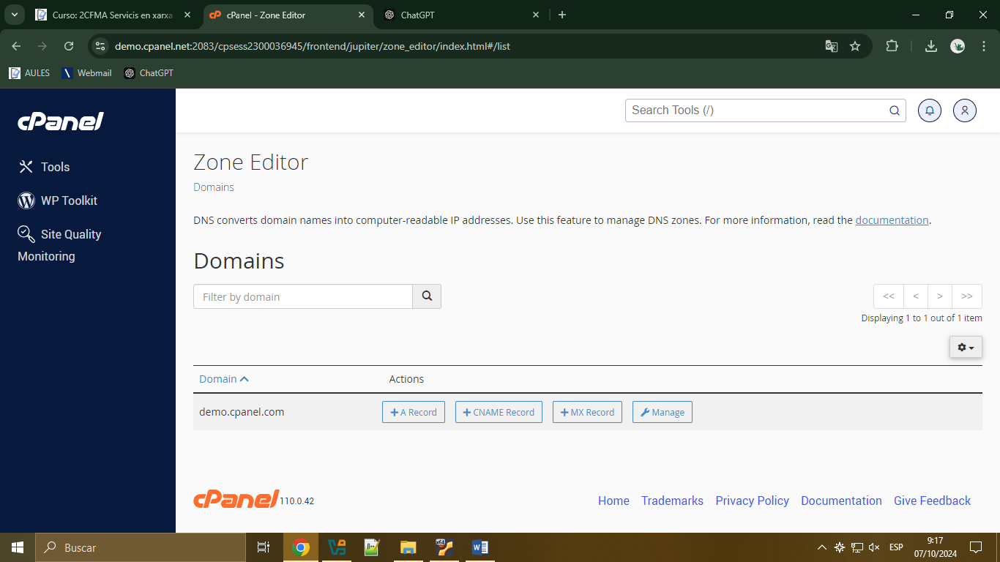 Curso: 2CFMA Servicis en xarxa
cPanel - Zone Editor
ChatGPT
demo.cpanel.net:2083/cpsess2300036945/frontend/jupiter/zone_editor/index.html#/list
AULES
Webmail
ChatGPT
cPanel
Search Tools (/)
Tools
WP Toolkit
Site Quality
Monitoring
Zone Editor
Domains
DNS converts domain names into computer-readable IP addresses. Use this feature to manage DNS zones. For more information, read the documentation.
Domains
Filter by domain
<< < > >>
Displaying 1 to 1 out of 1 item
Domain Actions
demo.cpanel.com A Record CNAME Record MX Record Manage
cPanel 110.0.42
Home Trademarks Privacy Policy Documentation Give Feedback
Buscar
ESP
9:17
07/10/2024